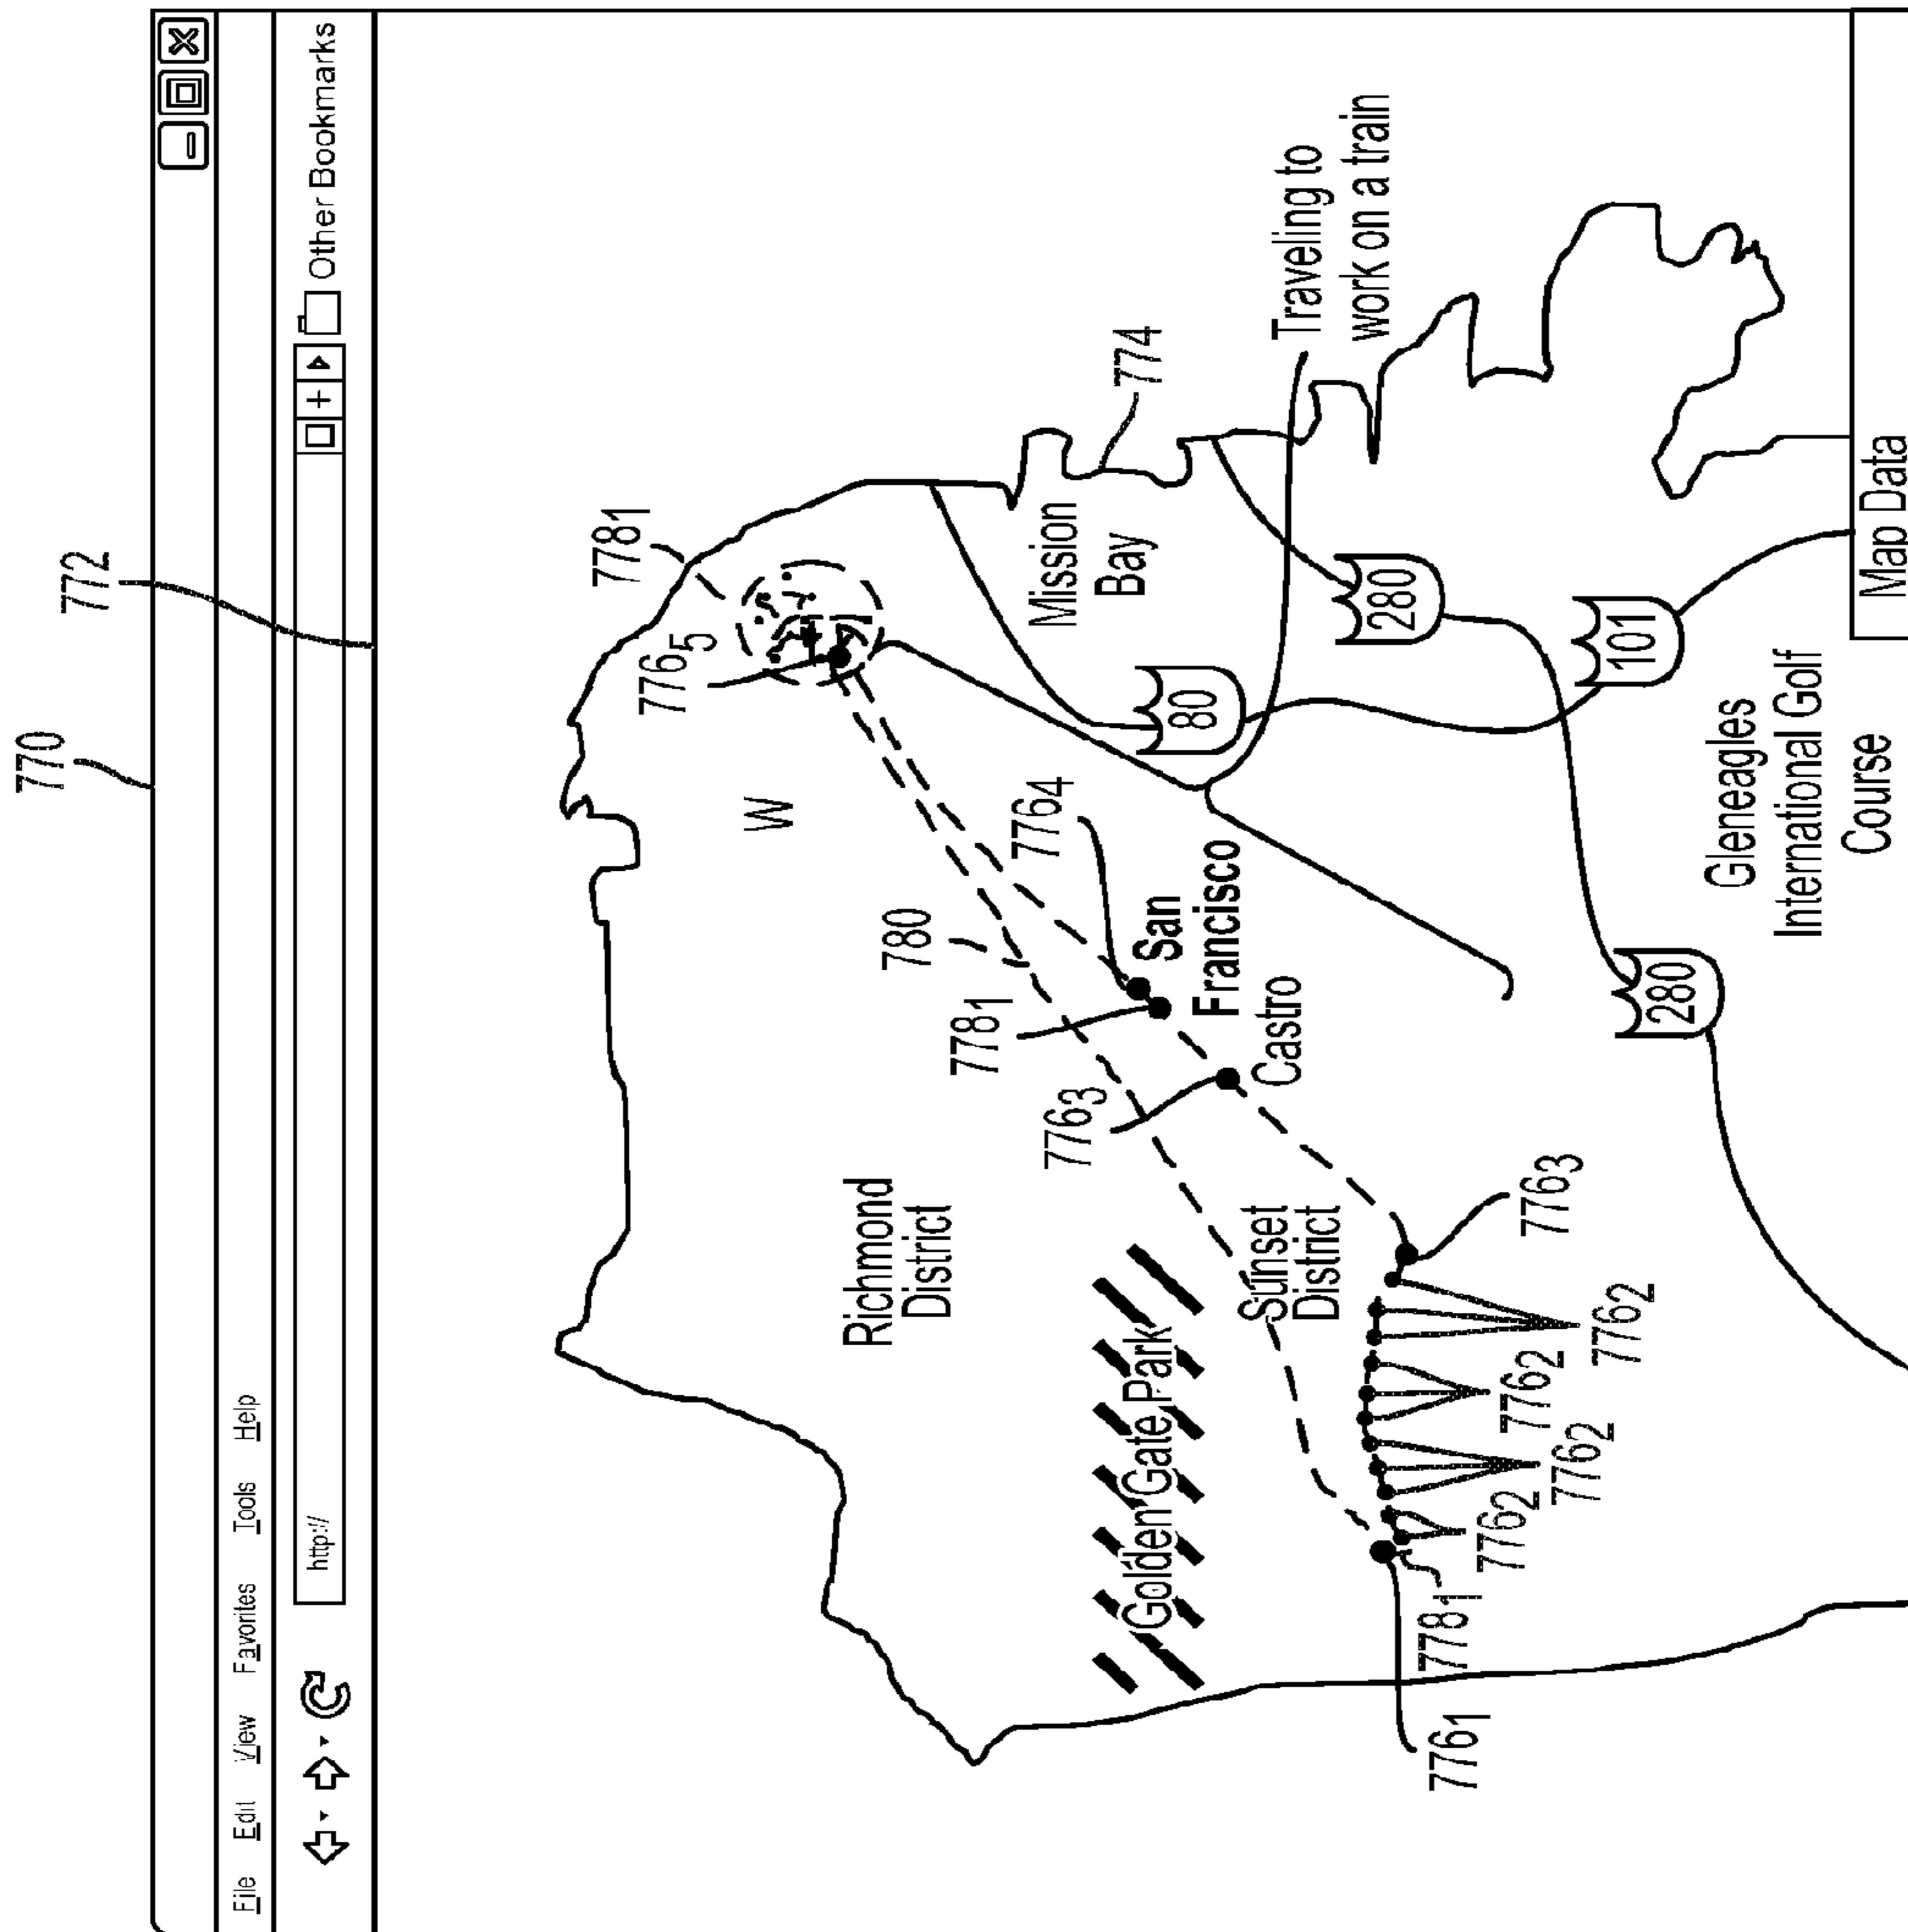 770
772
File Edit View Favorites Tools Help
http://
Other Bookmarks
778₁
776₅
W
780
776₄
778₁
776₃
Richmond
District
Mission
Bay
774
San
Francisco
Castro
80
Traveling to
work on a train
Golden Gate Park
Sunset
District
280
776₁
778₁
776₂
776₂
776₂
776₂
776₃
101
280
Gleneagles
International Golf
Course
Map Data